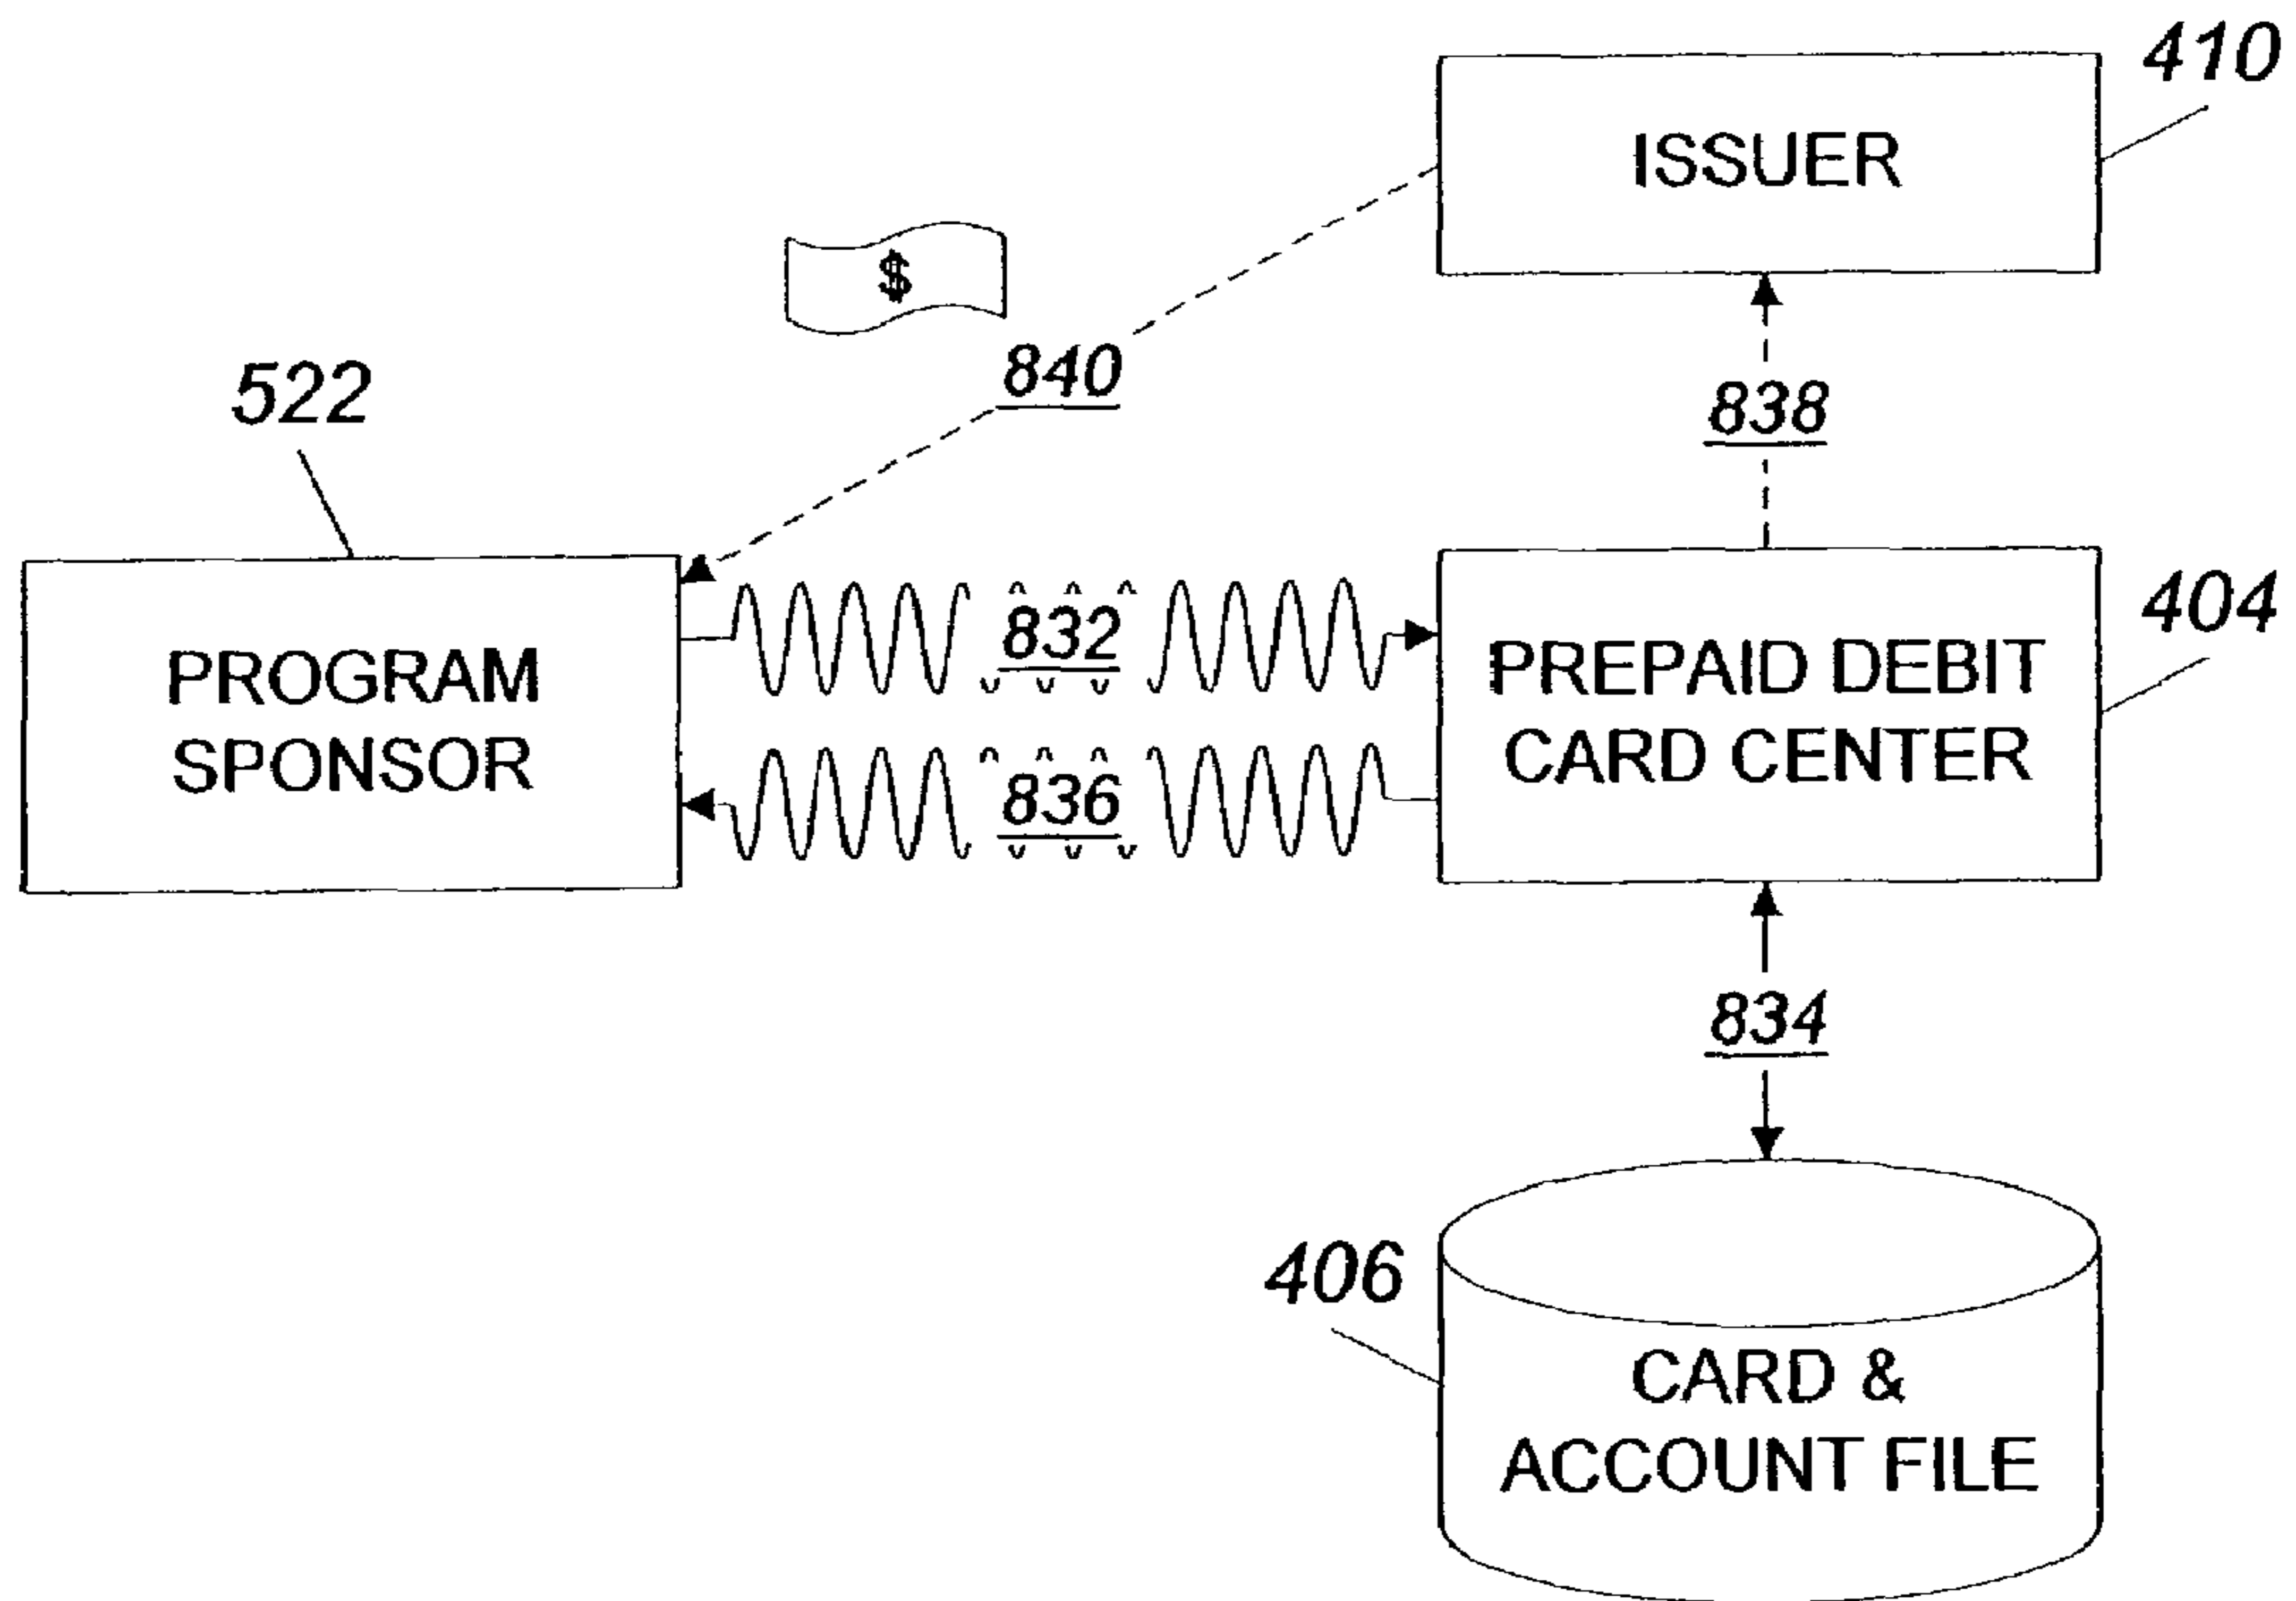 410
ISSUER
$
840
522
838
832
404
PROGRAM
SPONSOR
PREPAID DEBIT
CARD CENTER
836
834
406
CARD &
ACCOUNT FILE